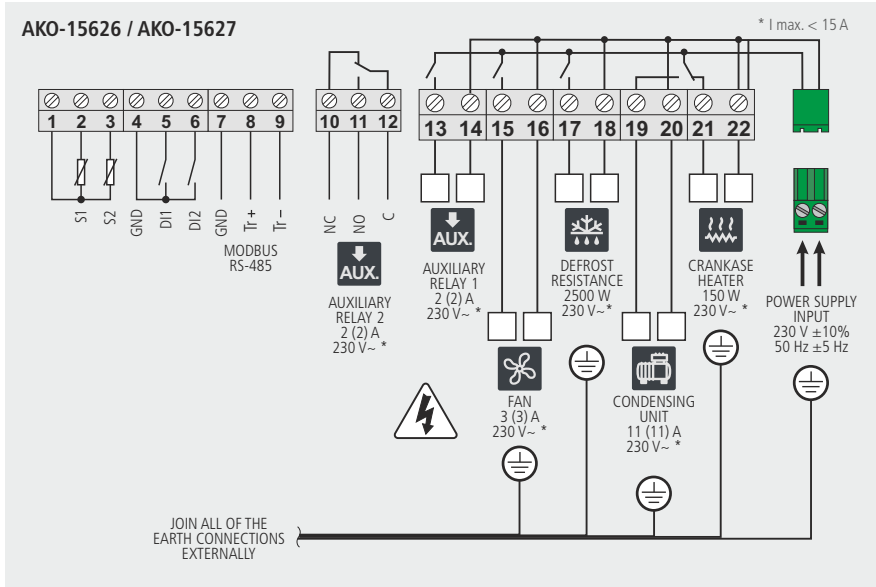 AKO-15626 / AKO-15627
* I max. < 15 A
1 2 3 4 5 6 7 8 9
10 11 12
13 14 15 16 17 18 19 20 21 22
S1
S2
GND
DI1
DI2
GND
Tr +
Tr −
MODBUS
RS-485
NC
NO
C
AUX.
AUXILIARY
RELAY 2
2 (2) A
230 V~ *
AUX.
AUXILIARY
RELAY 1
2 (2) A
230 V~ *
DEFROST
RESISTANCE
2500 W
230 V~*
CRANKASE
HEATER
150 W
230 V~ *
POWER SUPPLY
INPUT
230 V ±10%
50 Hz ±5 Hz
FAN
3 (3) A
230 V~ *
CONDENSING
UNIT
11 (11) A
230 V~ *
JOIN ALL OF THE
EARTH CONNECTIONS
EXTERNALLY